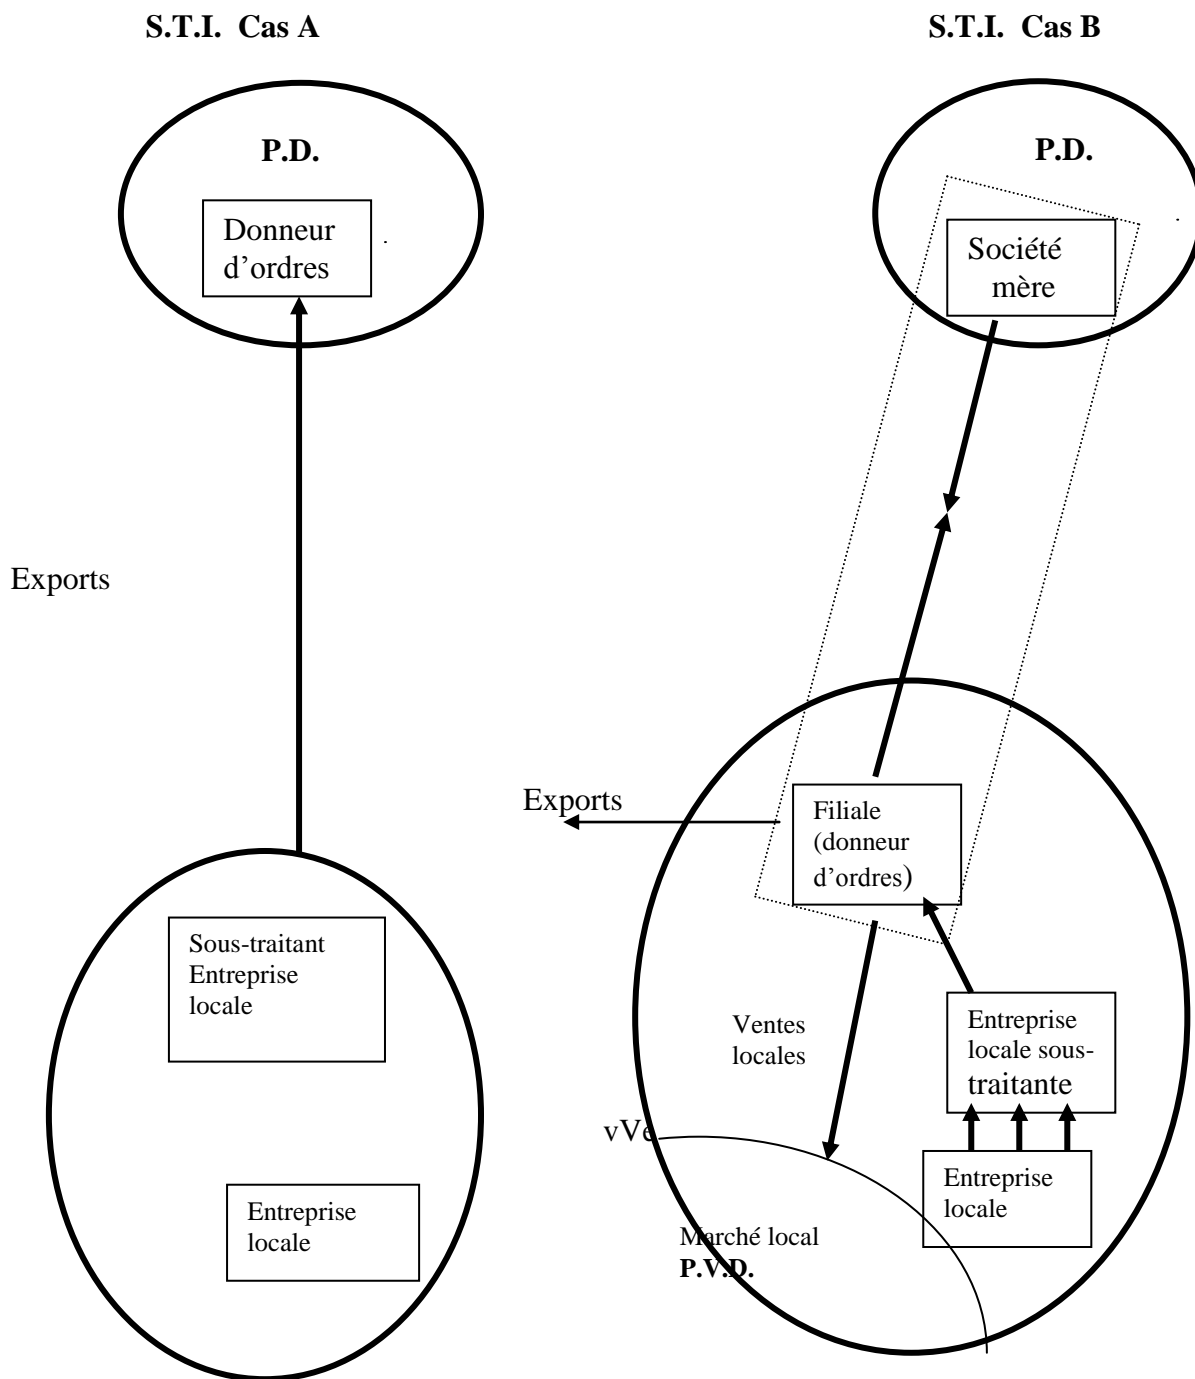 S.T.I. Cas A
P.D.
Donneur
d’ordres
Exports
Sous-traitant
Entreprise
locale
Entreprise
locale
S.T.I. Cas B
P.D.
Société
mère
Exports
Filiale
(donneur
d’ordres)
Ventes
locales
Entreprise
locale sous-
traitante
vVe
Entreprise
locale
Marché local
P.V.D.